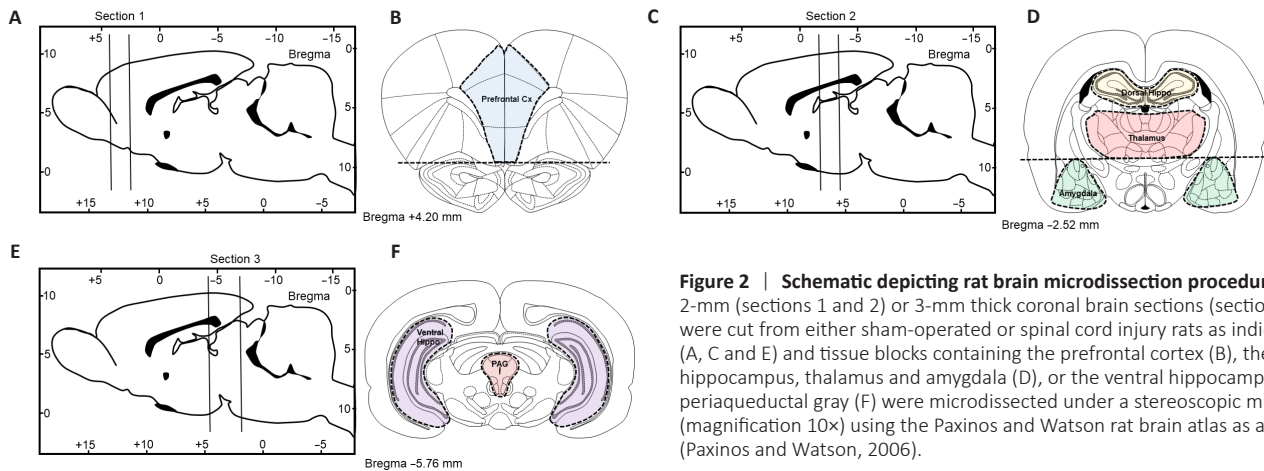 A
Section 1
+5 0 −5 −10 −15
Bregma
-10
-5
-0
0
5
10
+15 +10 +5 0 −5
B
Prefrontal Cx
Bregma +4.20 mm
C
Section 2
+5 0 −5 −10 −15
Bregma
-10
-5
-0
0
5
10
+15 +10 +5 0 −5
D
Dorsal Hippo
Thalamus
Amygdala
Bregma −2.52 mm
E
Section 3
+5 0 −5 −10 −15
Bregma
-10
-5
-0
0
5
10
+15 +10 +5 0 −5
F
Ventral
Hippo
PAG
Bregma −5.76 mm
Figure 2 | Schematic depicting rat brain microdissection procedur
2-mm (sections 1 and 2) or 3-mm thick coronal brain sections (sectio
were cut from either sham-operated or spinal cord injury rats as indi
(A, C and E) and tissue blocks containing the prefrontal cortex (B), the
hippocampus, thalamus and amygdala (D), or the ventral hippocamp
periaqueductal gray (F) were microdissected under a stereoscopic m
(magnification 10×) using the Paxinos and Watson rat brain atlas as a
(Paxinos and Watson, 2006).